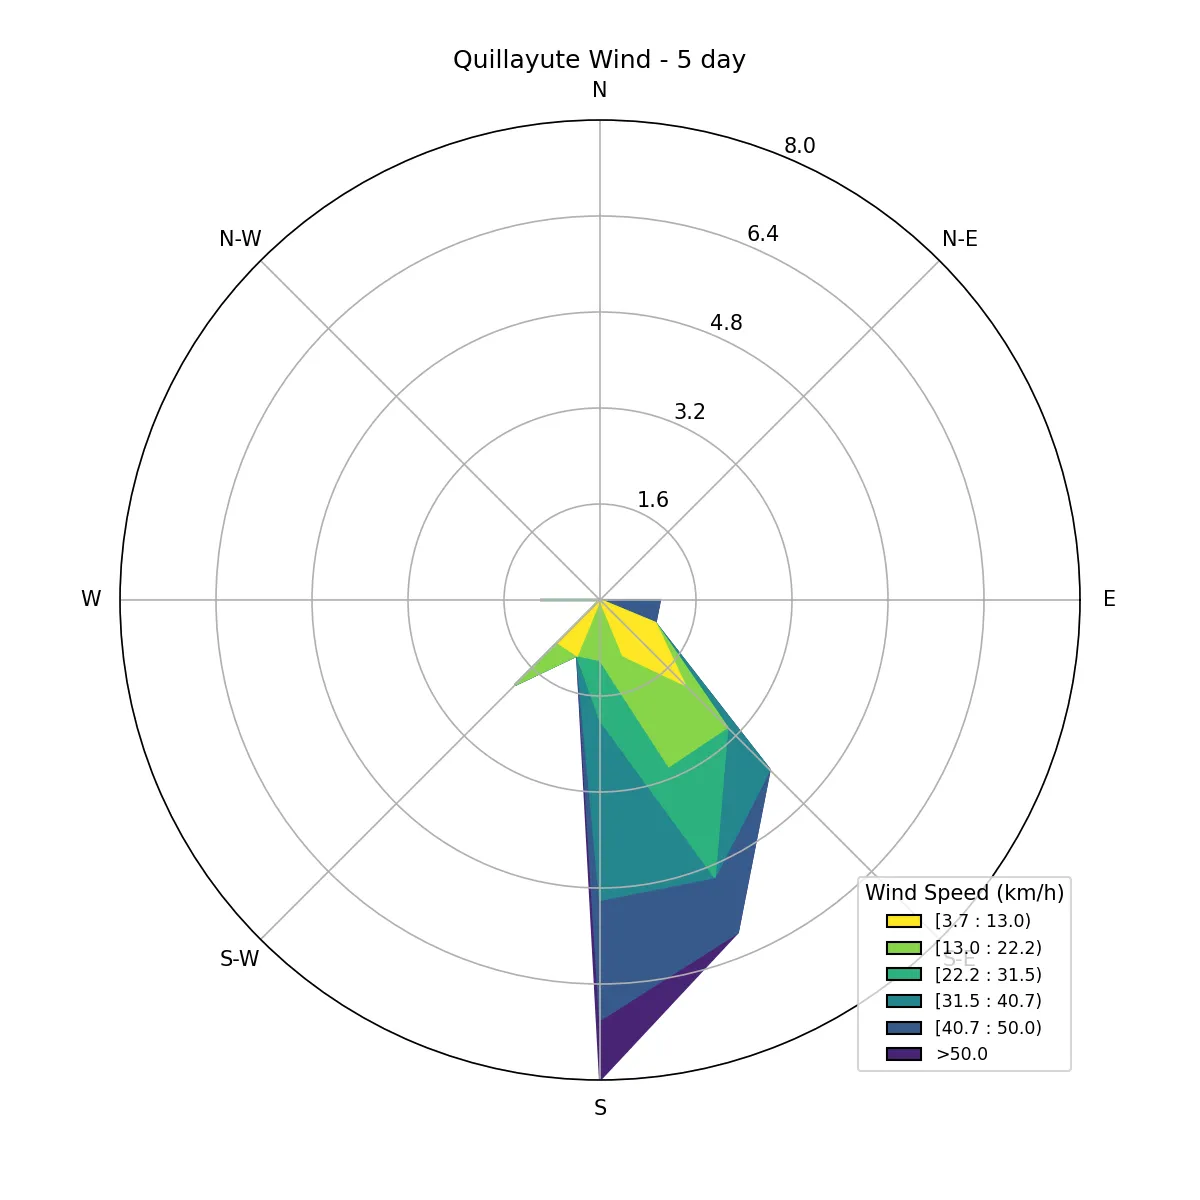 Quillayute Wind - 5 day
N
8.0
N-W
6.4
N-E
4.8
3.2
1.6
W
E
S-W
S-E
Wind Speed (km/h)
[3.7 : 13.0)
[13.0 : 22.2)
[22.2 : 31.5)
[31.5 : 40.7)
[40.7 : 50.0)
>50.0
S